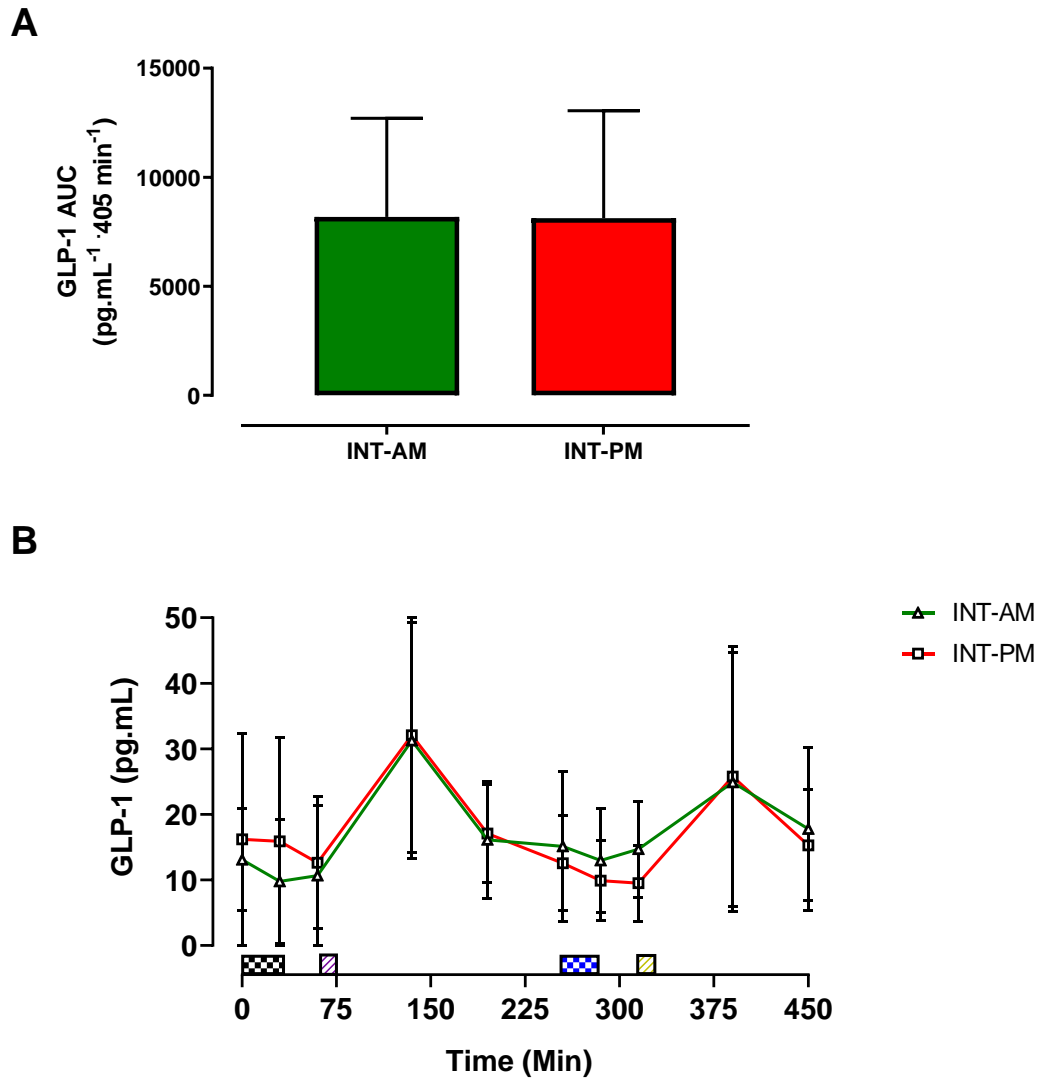 A
15000
10000
5000
0
GLP-1 AUC
(pg.mL⁻¹ ·405 min⁻¹)
INT-AM INT-PM
B
50
40
30
20
10
0
GLP-1 (pg.mL)
INT-AM
INT-PM
0 75 150 225 300 375 450
Time (Min)